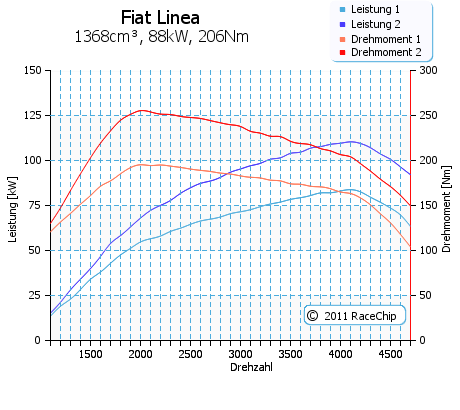 Fiat Linea
1368cm³, 88kW, 206Nm
Leistung 1
Leistung 2
Drehmoment 1
Drehmoment 2
150
125
100
75
50
25
0
Leistung [kW]
300
250
200
150
100
50
0
Drehmoment [Nm]
© 2011 RaceChip
1500 2000 2500 3000 3500 4000 4500
Drehzahl